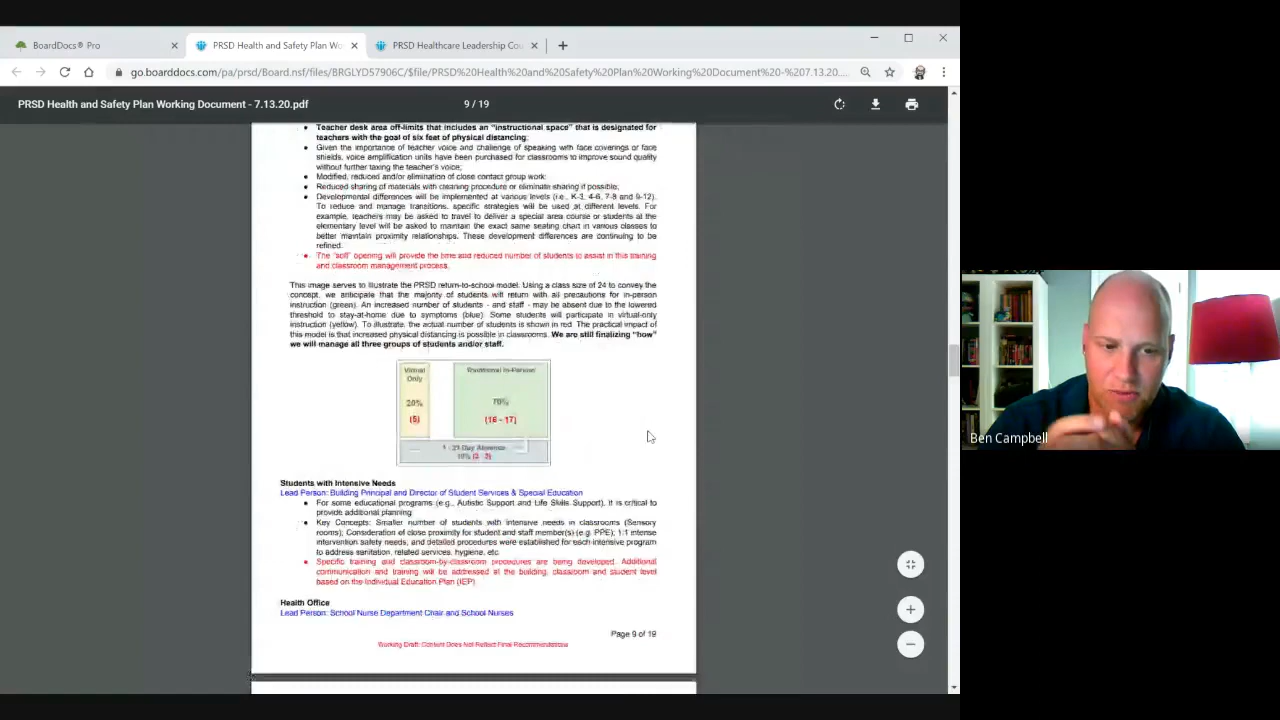 BoardDocs® Pro
PRSD Health and Safety Plan Wo
PRSD Healthcare Leadership Cou
go.boarddocs.com/pa/prsd/Board.nsf/files/BRGLYD57906C/$file/PRSD%20Health%20and%20Safety%20Plan%20Working%20Document%20-%207.13.20....
PRSD Health and Safety Plan Working Document - 7.13.20.pdf
9 / 19
Teacher desk area off-limits that includes an "instructional space" that is designated for
teachers with the goal of six feet of physical distancing;
Given the importance of teacher voice and challenge of speaking with face coverings or face
shields, voice amplification units have been purchased for classrooms to improve sound quality
without further taxing the teacher's voice;
Modified, reduced and/or elimination of close contact group work;
Reduced sharing of materials with cleaning procedure or eliminate sharing if possible;
Developmental differences will be implemented at various levels (i.e., K-3, 4-6, 7-8 and 9-12).
To reduce and manage transitions, specific strategies will be used at different levels. For
example, teachers may be asked to travel to deliver a special area course or students at the
elementary level will be asked to maintain the exact same seating chart in various classes to
better maintain proximity relationships. These development differences are continuing to be
refined.
The "soft" opening will provide the time and reduced number of students to assist in this training
and classroom management process.
This image serves to illustrate the PRSD return-to-school model. Using a class size of 24 to convey the
concept, we anticipate that the majority of students will return with all precautions for in-person
instruction (green). An increased number of students - and staff - may be absent due to the lowered
threshold to stay-at-home due to symptoms (blue). Some students will participate in virtual-only
instruction (yellow). To illustrate, the actual number of students is shown in red. The practical impact of
this model is that increased physical distancing is possible in classrooms. We are still finalizing "how"
we will manage all three groups of students and/or staff.
Virtual
Only
20%
(5)
Traditional In-Person
70%
(16 - 17)
Day Absence
10% (2 - 3)
Students with Intensive Needs
Lead Person: Building Principal and Director of Student Services & Special Education
For some educational programs (e.g., Autistic Support and Life Skills Support), it is critical to
provide additional planning
Key Concepts: Smaller number of students with intensive needs in classrooms (Sensory
rooms); Consideration of close proximity for student and staff member(s) (e.g. PPE); 1:1 intense
intervention safety needs; and detailed procedures were established for each intensive program
to address sanitation, related services, hygiene, etc.
Specific training and classroom-by-classroom procedures are being developed. Additional
communication and training will be addressed at the building, classroom and student level
based on the Individual Education Plan (IEP)
Health Office
Lead Person: School Nurse Department Chair and School Nurses
Page 9 of 19
Working Draft: Content Does Not Reflect Final Recommendations
Ben Campbell